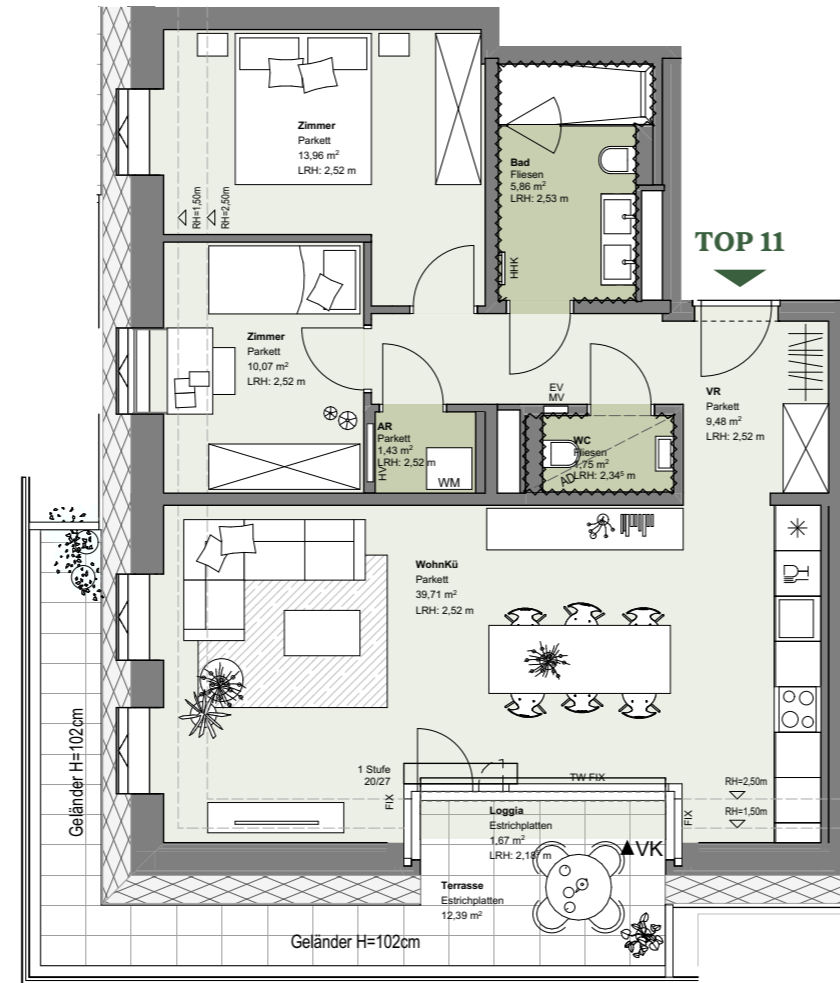 Zimmer
Parkett
13,96 m²
LRH: 2,52 m
RH=1,50m
RH=2,50m
Bad
Fliesen
5,86 m²
LRH: 2,53 m
HHK
TOP 11
Zimmer
Parkett
10,07 m²
LRH: 2,52 m
EV
MV
VR
Parkett
9,48 m²
LRH: 2,52 m
AR
Parkett
1,43 m²
LRH: 2,52 m
HV
WM
WC
Fliesen
1,75 m²
LRH: 2,34⁵ m
AD
WohnKü
Parkett
39,71 m²
LRH: 2,52 m
1 Stufe
20/27
FIX
TW FIX
FIX
RH=2,50m
RH=1,50m
Loggia
Estrichplatten
1,67 m²
LRH: 2,18 m
VK
Terrasse
Estrichplatten
12,39 m²
Geländer H=102cm
Geländer H=102cm